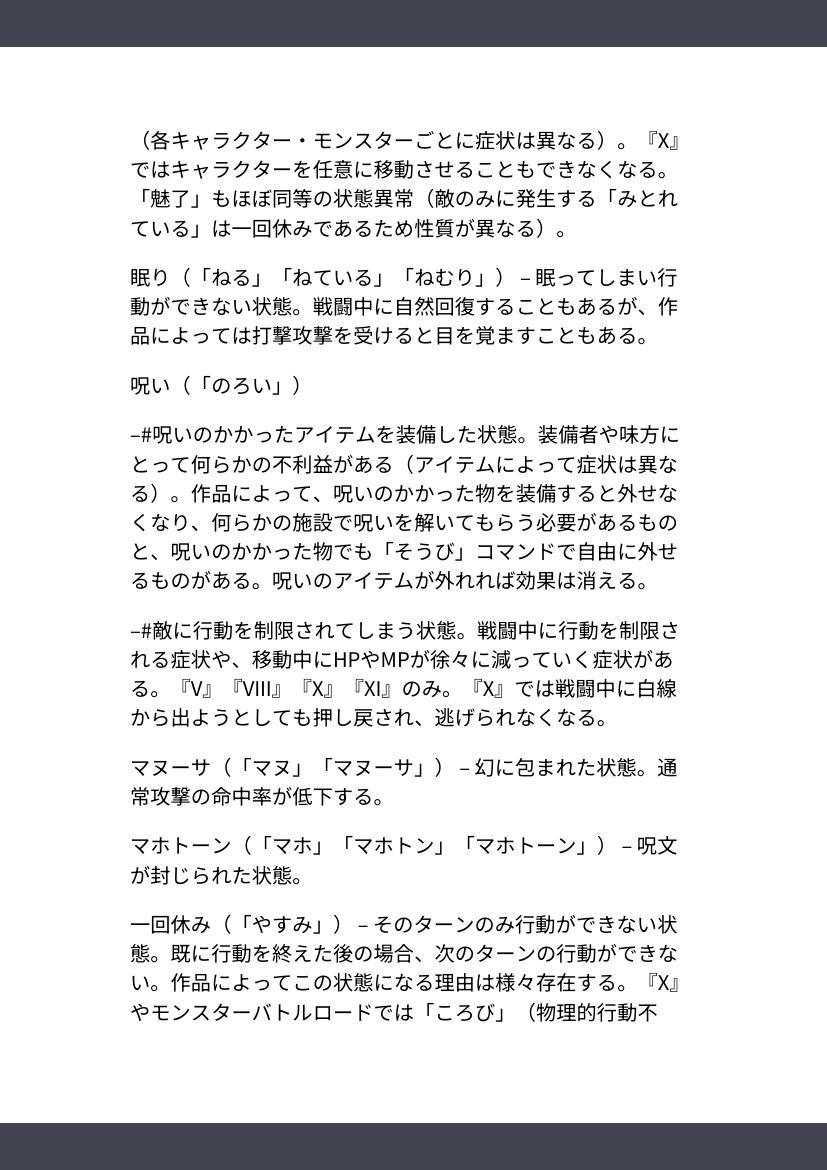 （各キャラクター・モンスターごとに症状は異なる）。『X』
ではキャラクターを任意に移動させることもできなくなる。
「魅了」もほぼ同等の状態異常（敵のみに発生する「みとれ
ている」は一回休みであるため性質が異なる）。
眠り（「ねる」「ねている」「ねむり」） – 眠ってしまい行
動ができない状態。戦闘中に自然回復することもあるが、作
品によっては打撃攻撃を受けると目を覚ますこともある。
呪い（「のろい」）
–#呪いのかかったアイテムを装備した状態。装備者や味方に
とって何らかの不利益がある（アイテムによって症状は異な
る）。作品によって、呪いのかかった物を装備すると外せな
くなり、何らかの施設で呪いを解いてもらう必要があるもの
と、呪いのかかった物でも「そうび」コマンドで自由に外せ
るものがある。呪いのアイテムが外れれば効果は消える。
–#敵に行動を制限されてしまう状態。戦闘中に行動を制限さ
れる症状や、移動中にHPやMPが徐々に減っていく症状があ
る。『V』『VIII』『X』『XI』のみ。『X』では戦闘中に白線
から出ようとしても押し戻され、逃げられなくなる。
マヌーサ（「マヌ」「マヌーサ」） – 幻に包まれた状態。通
常攻撃の命中率が低下する。
マホトーン（「マホ」「マホトン」「マホトーン」） – 呪文
が封じられた状態。
一回休み（「やすみ」） – そのターンのみ行動ができない状
態。既に行動を終えた後の場合、次のターンの行動ができな
い。作品によってこの状態になる理由は様々存在する。『X』
やモンスターバトルロードでは「ころび」（物理的行動不